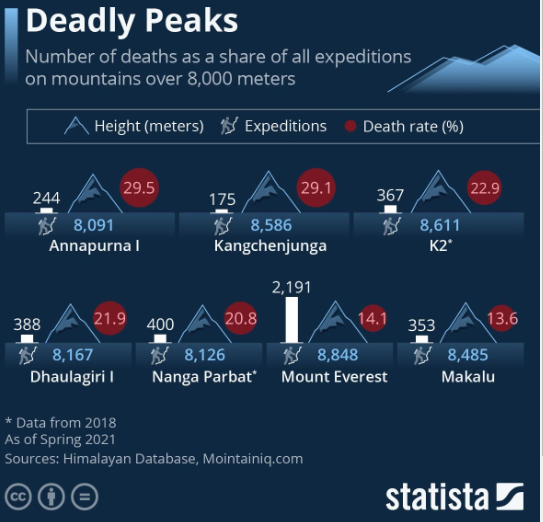 Deadly Peaks
Number of deaths as a share of all expeditions
on mountains over 8,000 meters
Height (meters) Expeditions Death rate (%)
244 29.5
8,091
Annapurna I
175 29.1
8,586
Kangchenjunga
367 22.9
8,611
K2*
388 21.9
8,167
Dhaulagiri I
400 20.8
8,126
Nanga Parbat*
2,191 14.1
8,848
Mount Everest
353 13.6
8,485
Makalu
* Data from 2018
As of Spring 2021
Sources: Himalayan Database, Mointainiq.com
cc
statista